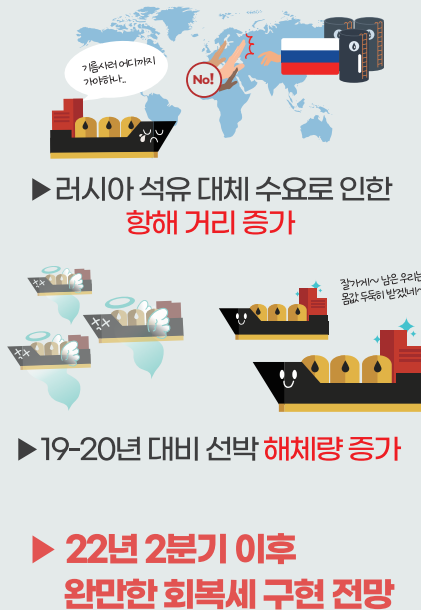 기름사러 어디까지
가야하나..
No!
▶러시아 석유 대체 수요로 인한
항해 거리 증가
잘가게~ 남은 우리는
몸값 두둑히 받겠네~
▶19-20년 대비 선박 해체량 증가
▶ 22년 2분기 이후
완만한 회복세 구현 전망